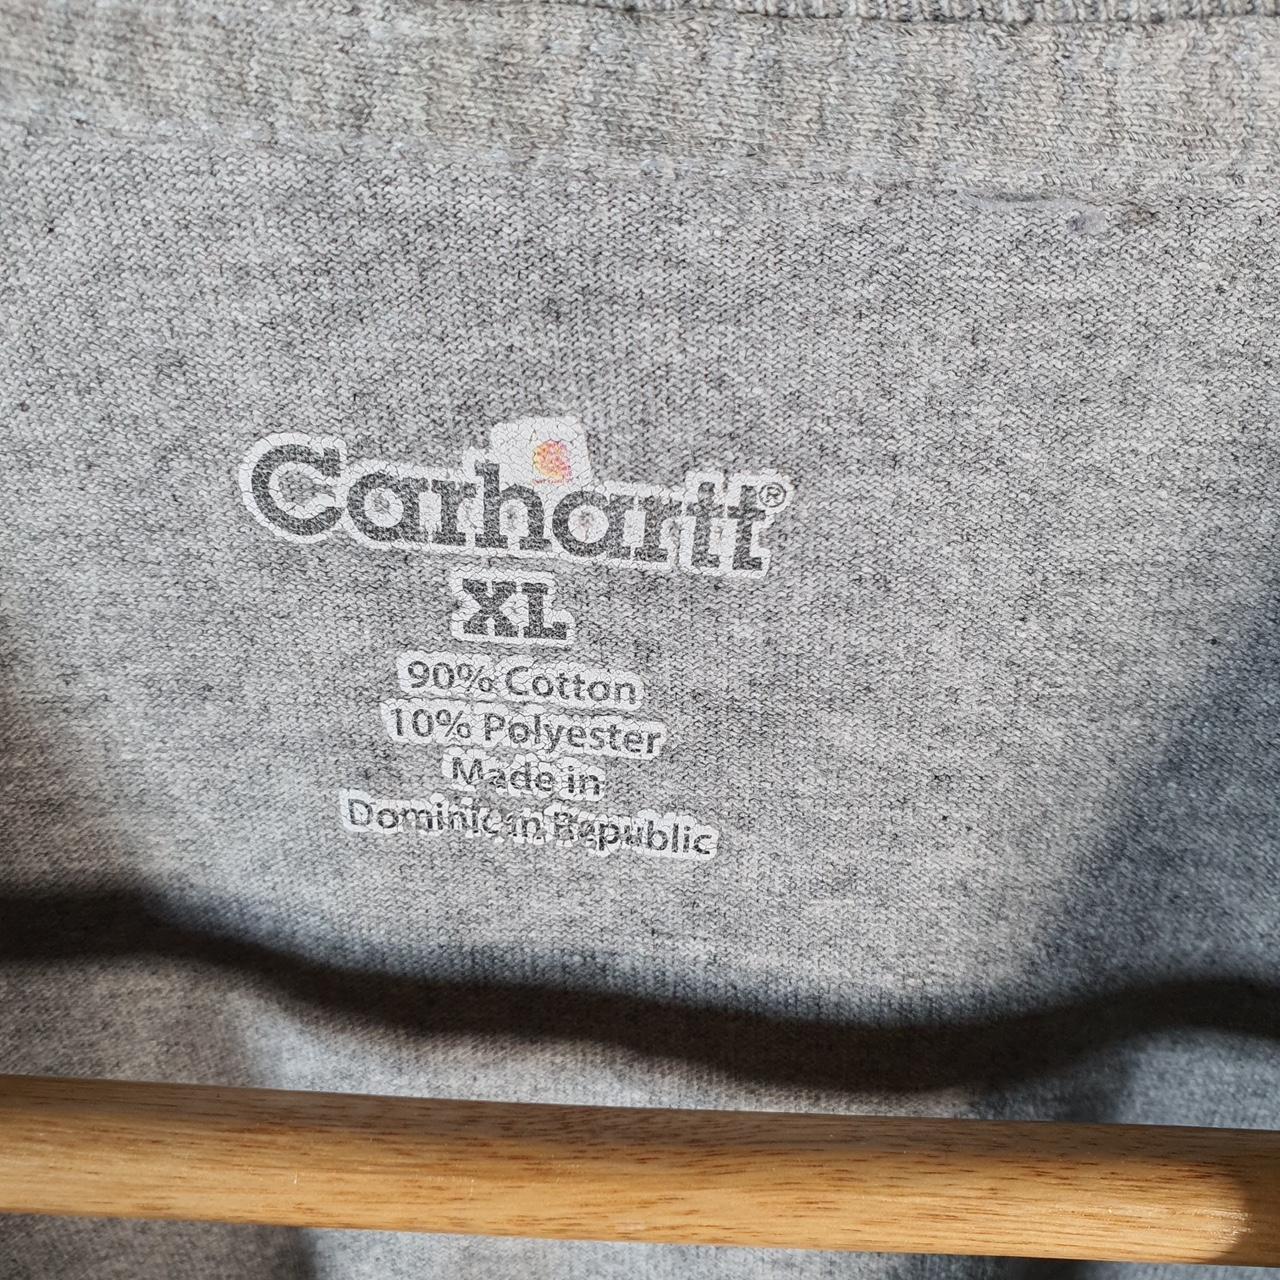 Carhartt®
XL
90% Cotton
10% Polyester
Made in
Dominican Republic